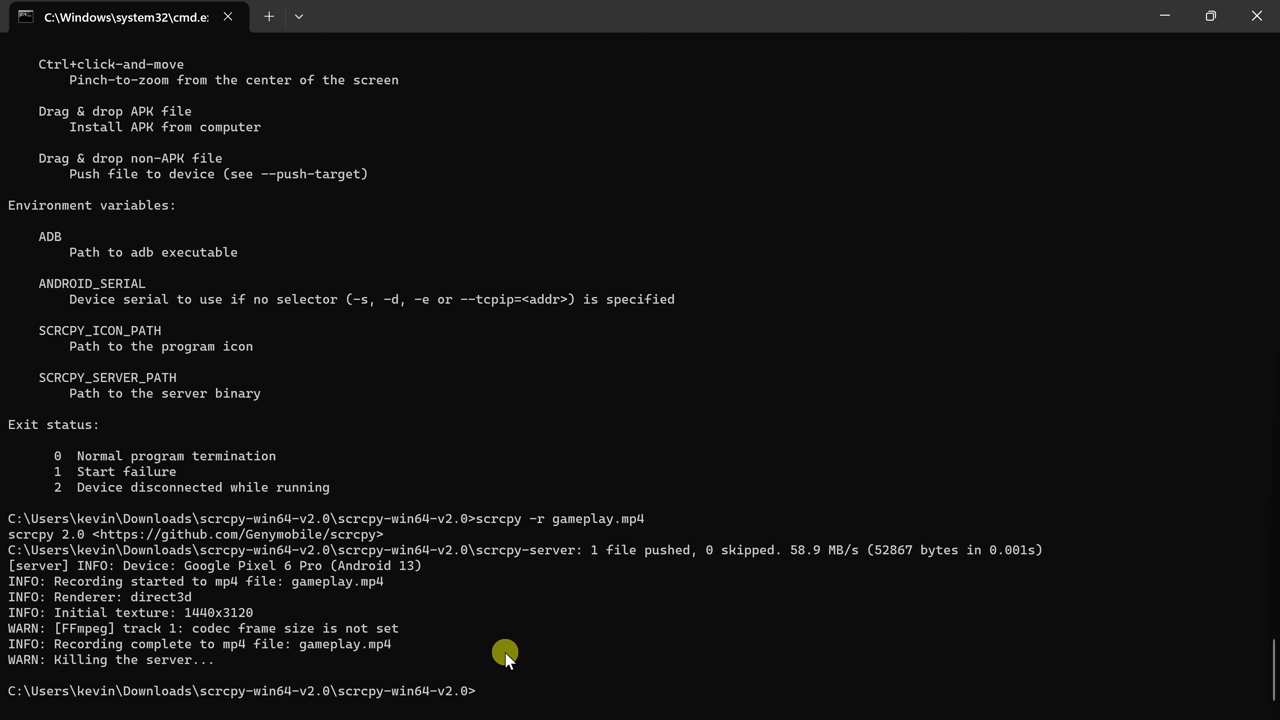 C:\Windows\system32\cmd.e:
Ctrl+click-and-move
Pinch-to-zoom from the center of the screen
Drag & drop APK file
Install APK from computer
Drag & drop non-APK file
Push file to device (see --push-target)
Environment variables:
ADB
Path to adb executable
ANDROID_SERIAL
Device serial to use if no selector (-s, -d, -e or --tcpip=<addr>) is specified
SCRCPY_ICON_PATH
Path to the program icon
SCRCPY_SERVER_PATH
Path to the server binary
Exit status:
0  Normal program termination
1  Start failure
2  Device disconnected while running
C:\Users\kevin\Downloads\scrcpy-win64-v2.0\scrcpy-win64-v2.0>scrcpy -r gameplay.mp4
scrcpy 2.0 <https://github.com/Genymobile/scrcpy>
C:\Users\kevin\Downloads\scrcpy-win64-v2.0\scrcpy-win64-v2.0\scrcpy-server: 1 file pushed, 0 skipped. 58.9 MB/s (52867 bytes in 0.001s)
[server] INFO: Device: Google Pixel 6 Pro (Android 13)
INFO: Recording started to mp4 file: gameplay.mp4
INFO: Renderer: direct3d
INFO: Initial texture: 1440x3120
WARN: [FFmpeg] track 1: codec frame size is not set
INFO: Recording complete to mp4 file: gameplay.mp4
WARN: Killing the server...
C:\Users\kevin\Downloads\scrcpy-win64-v2.0\scrcpy-win64-v2.0>